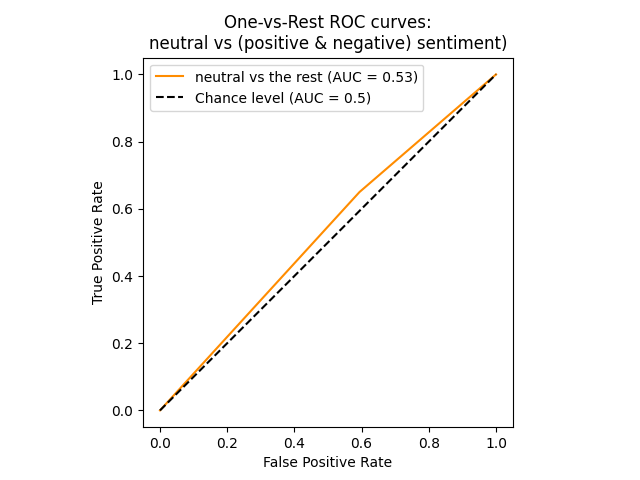 One-vs-Rest ROC curves:
neutral vs (positive & negative) sentiment)
neutral vs the rest (AUC = 0.53)
Chance level (AUC = 0.5)
True Positive Rate
1.0
0.8
0.6
0.4
0.2
0.0
0.0 0.2 0.4 0.6 0.8 1.0
False Positive Rate